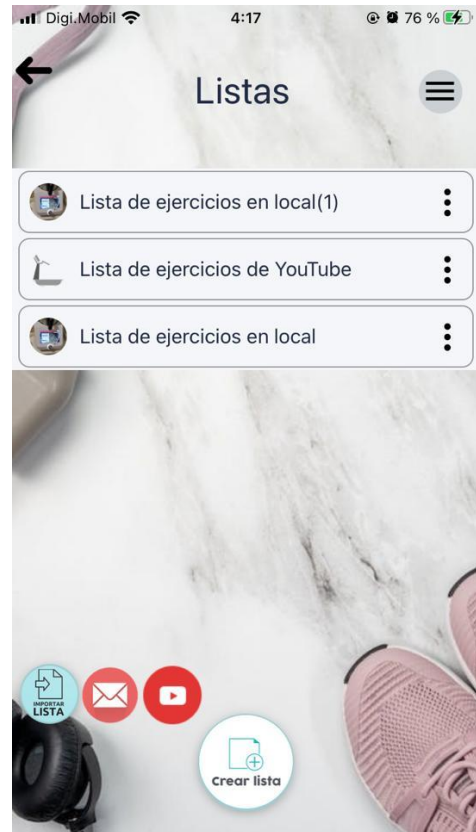 Digi.Mobil 4:17 76 %
Listas
Lista de ejercicios en local(1)
Lista de ejercicios de YouTube
Lista de ejercicios en local
IMPORTAR
LISTA
Crear lista